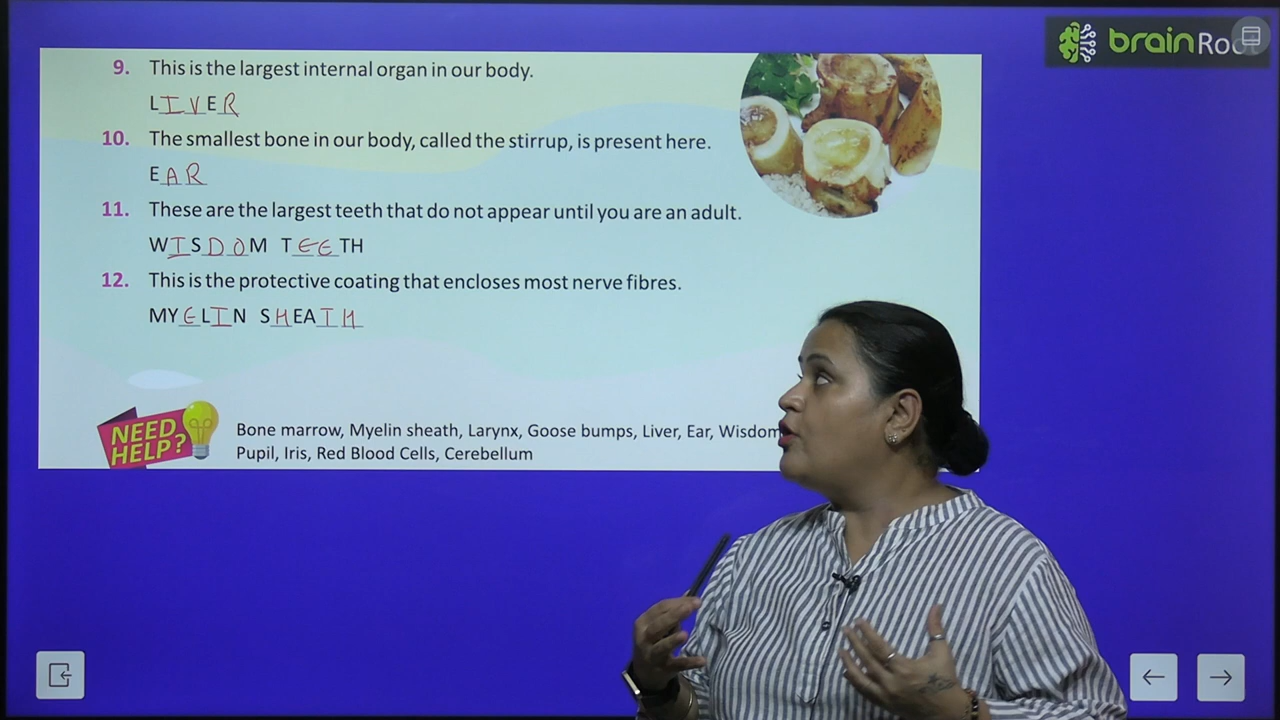 brainRoot
9. This is the largest internal organ in our body.
LIVER
10. The smallest bone in our body, called the stirrup, is present here.
EAR
11. These are the largest teeth that do not appear until you are an adult.
WISDOM TEETH
12. This is the protective coating that encloses most nerve fibres.
MYELIN SHEATH
NEED HELP?
Bone marrow, Myelin sheath, Larynx, Goose bumps, Liver, Ear, Wisdom
Pupil, Iris, Red Blood Cells, Cerebellum